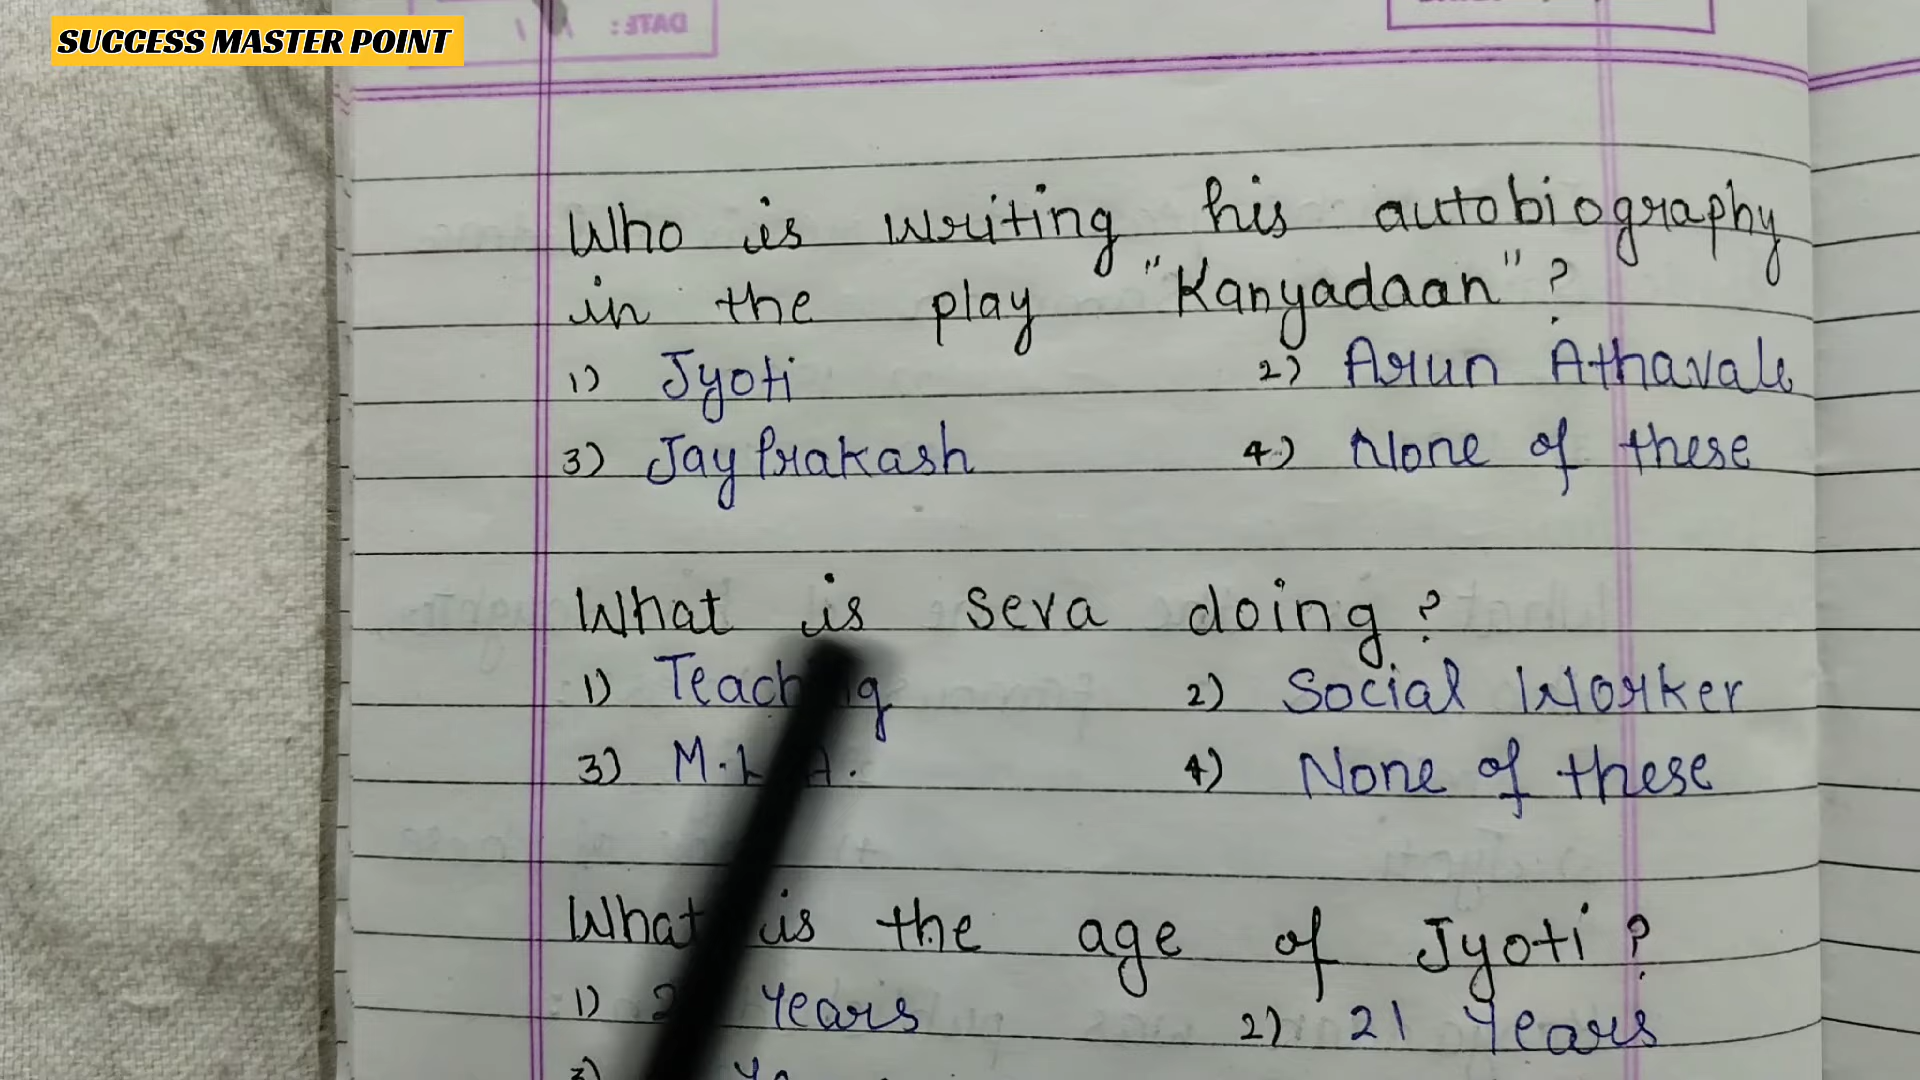 SUCCESS MASTER POINT
DATE:
Who is writing his autobiography
in the play "Kanyadaan"?
1) Jyoti 2) Arun Athavale
3) Jay Prakash 4) None of these
What is seva doing?
1) Teaching 2) Social Worker
3) M.L.A. 4) None of these
What is the age of Jyoti?
1) Years 2) 21 Years
3)